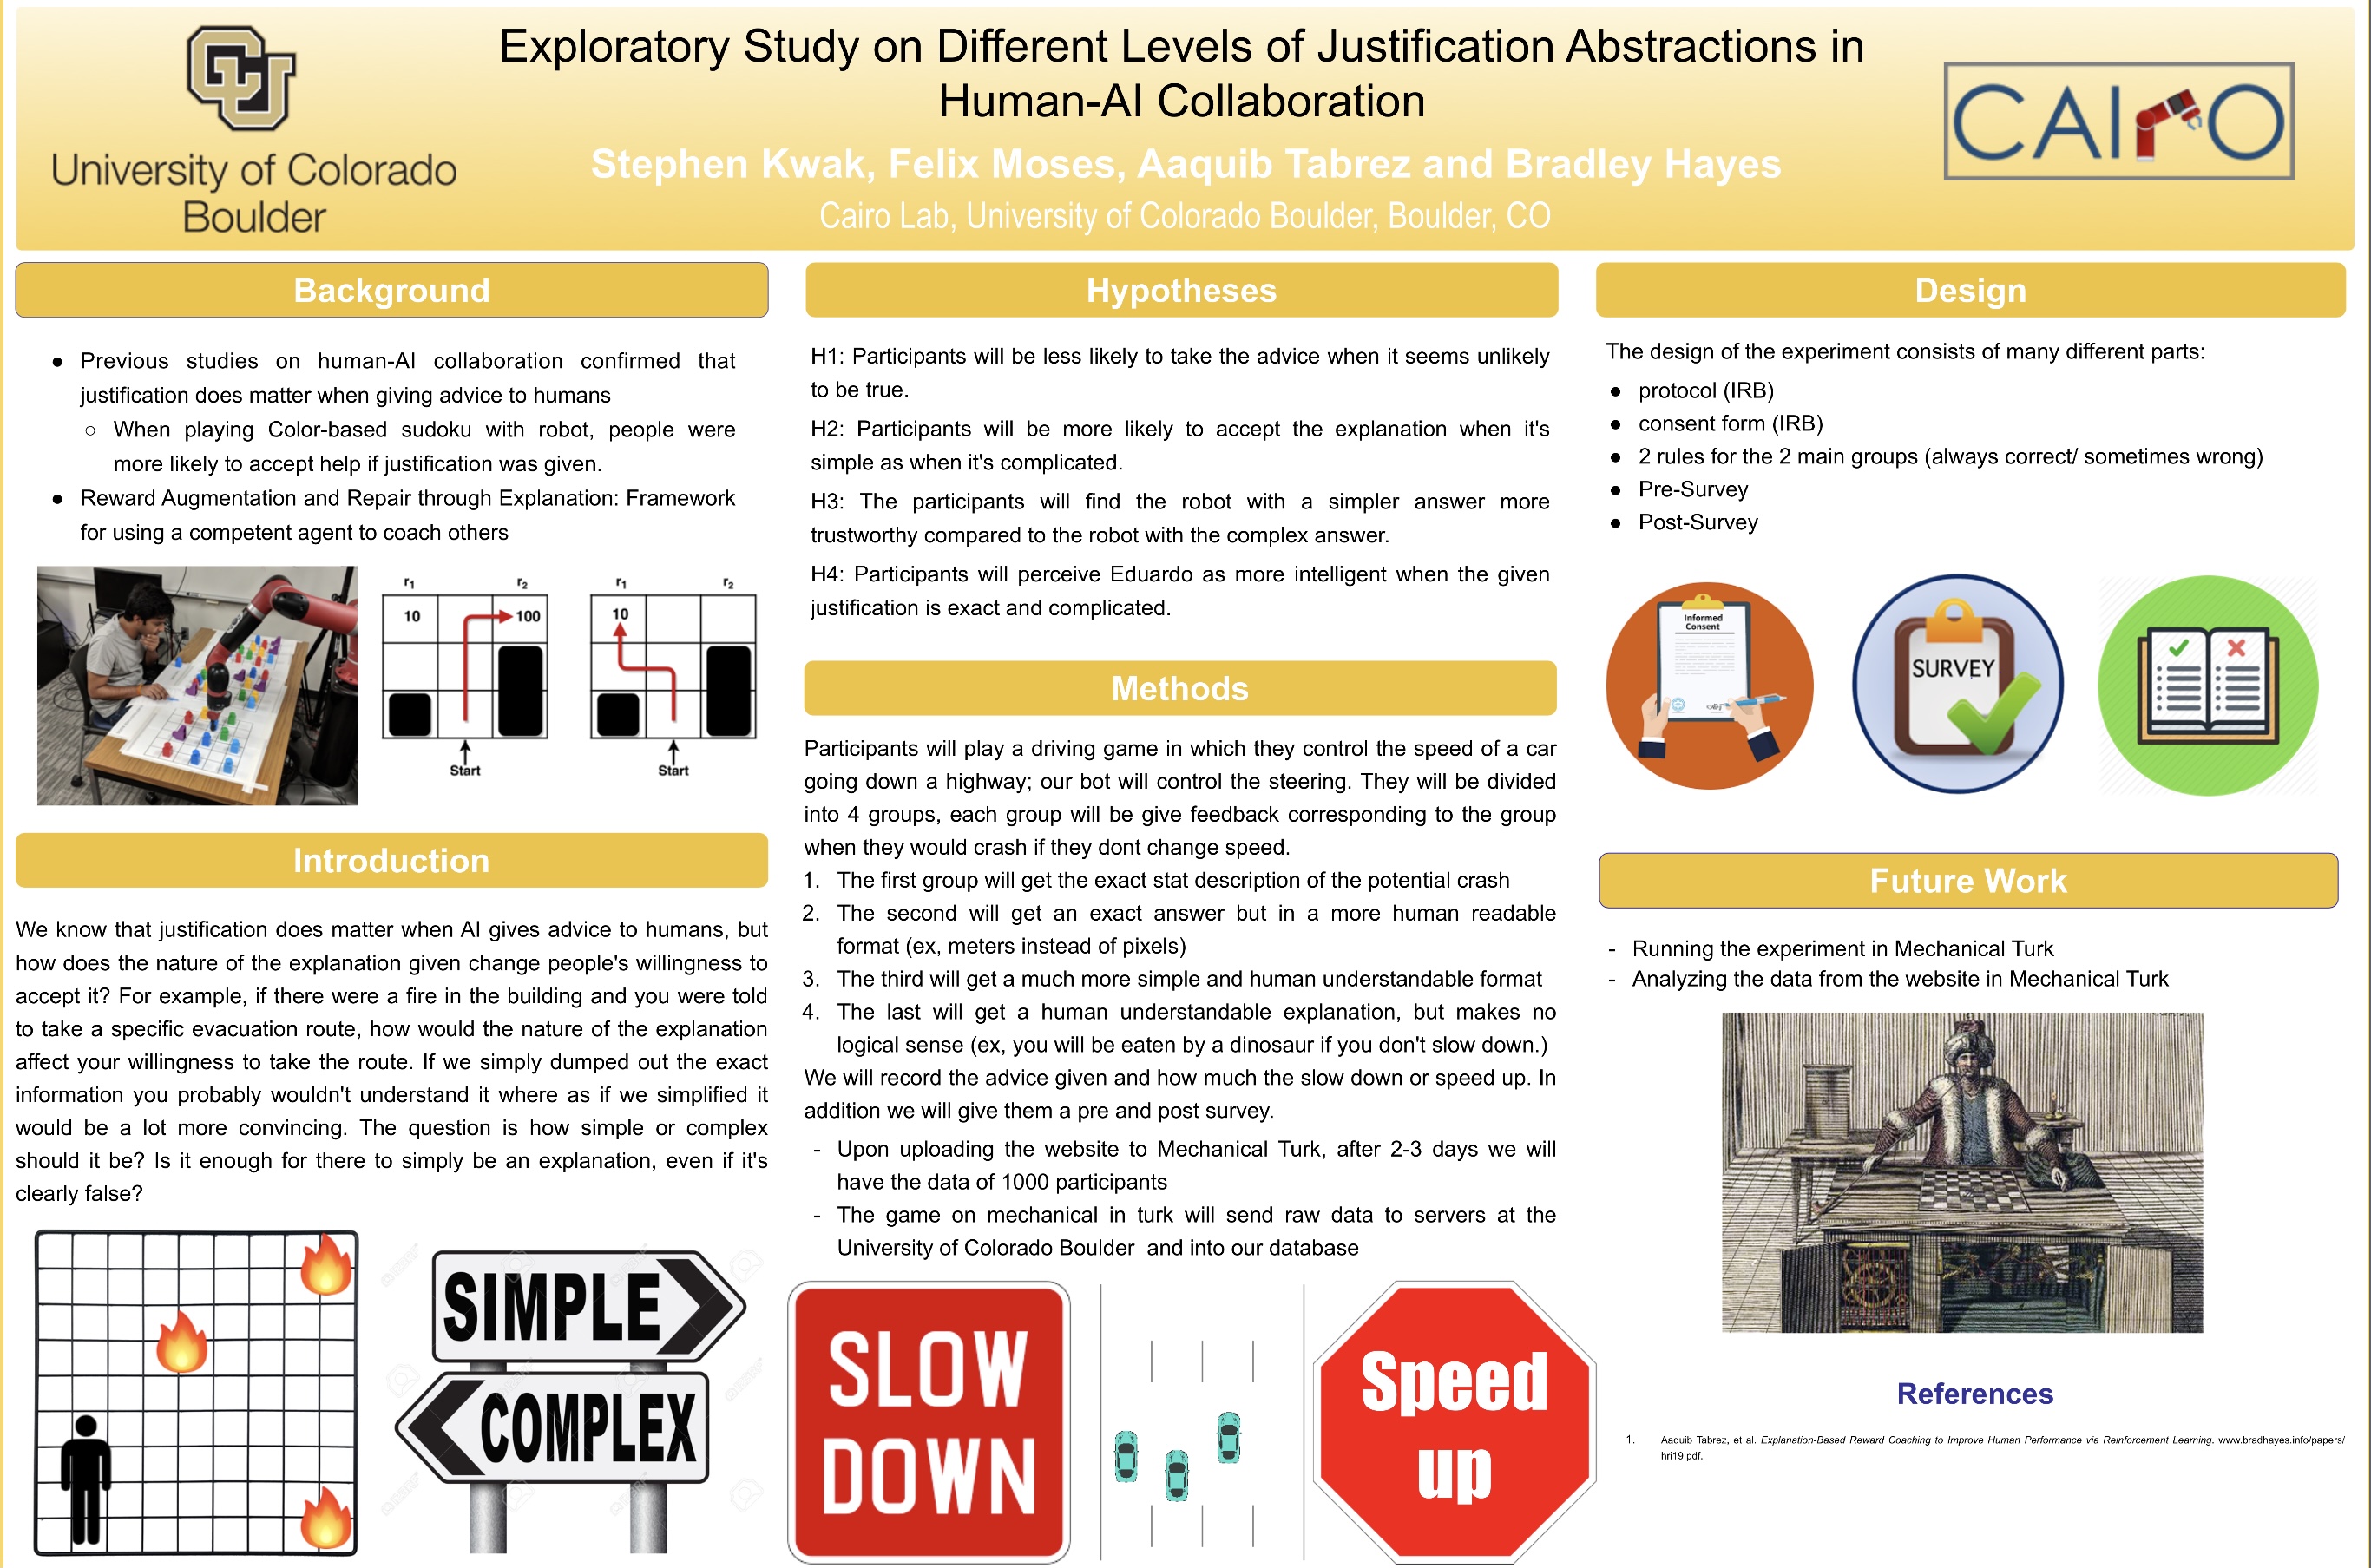 CU
University of Colorado
Boulder
Exploratory Study on Different Levels of Justification Abstractions in
Human-AI Collaboration
Stephen Kwak, Felix Moses, Aaquib Tabrez and Bradley Hayes
Cairo Lab, University of Colorado Boulder, Boulder, CO
CAIrO
Background
● Previous studies on human-AI collaboration confirmed that
justification does matter when giving advice to humans
○ When playing Color-based sudoku with robot, people were
more likely to accept help if justification was given.
● Reward Augmentation and Repair through Explanation: Framework
for using a competent agent to coach others
r1 r2
10 100
Start
r1 r2
10
Start
Introduction
We know that justification does matter when AI gives advice to humans, but
how does the nature of the explanation given change people's willingness to
accept it? For example, if there were a fire in the building and you were told
to take a specific evacuation route, how would the nature of the explanation
affect your willingness to take the route. If we simply dumped out the exact
information you probably wouldn't understand it where as if we simplified it
would be a lot more convincing. The question is how simple or complex
should it be? Is it enough for there to simply be an explanation, even if it's
clearly false?
SIMPLE
COMPLEX
Hypotheses
H1: Participants will be less likely to take the advice when it seems unlikely
to be true.
H2: Participants will be more likely to accept the explanation when it's
simple as when it's complicated.
H3: The participants will find the robot with a simpler answer more
trustworthy compared to the robot with the complex answer.
H4: Participants will perceive Eduardo as more intelligent when the given
justification is exact and complicated.
Methods
Participants will play a driving game in which they control the speed of a car
going down a highway; our bot will control the steering. They will be divided
into 4 groups, each group will be give feedback corresponding to the group
when they would crash if they dont change speed.
1. The first group will get the exact stat description of the potential crash
2. The second will get an exact answer but in a more human readable
format (ex, meters instead of pixels)
3. The third will get a much more simple and human understandable format
4. The last will get a human understandable explanation, but makes no
logical sense (ex, you will be eaten by a dinosaur if you don't slow down.)
We will record the advice given and how much the slow down or speed up. In
addition we will give them a pre and post survey.
- Upon uploading the website to Mechanical Turk, after 2-3 days we will
have the data of 1000 participants
- The game on mechanical in turk will send raw data to servers at the
University of Colorado Boulder and into our database
SLOW
DOWN
Speed
up
Design
The design of the experiment consists of many different parts:
● protocol (IRB)
● consent form (IRB)
● 2 rules for the 2 main groups (always correct/ sometimes wrong)
● Pre-Survey
● Post-Survey
Informed
Consent
SURVEY
Future Work
- Running the experiment in Mechanical Turk
- Analyzing the data from the website in Mechanical Turk
References
1. Aaquib Tabrez, et al. Explanation-Based Reward Coaching to Improve Human Performance via Reinforcement Learning. www.bradhayes.info/papers/
hri19.pdf.